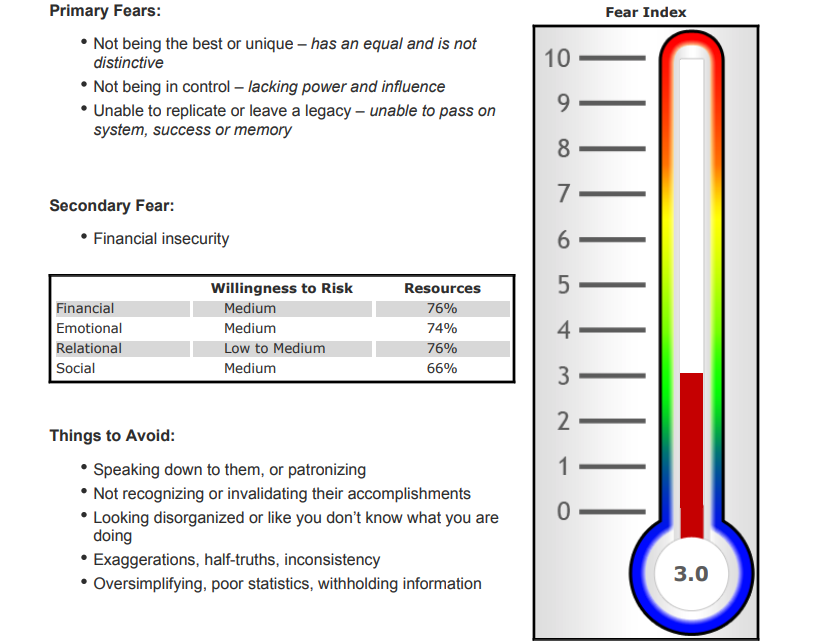 Primary Fears:
• Not being the best or unique – has an equal and is not
distinctive
• Not being in control – lacking power and influence
• Unable to replicate or leave a legacy – unable to pass on
system, success or memory
Secondary Fear:
• Financial insecurity
Willingness to Risk Resources
Financial Medium 76%
Emotional Medium 74%
Relational Low to Medium 76%
Social Medium 66%
Things to Avoid:
• Speaking down to them, or patronizing
• Not recognizing or invalidating their accomplishments
• Looking disorganized or like you don’t know what you are
doing
• Exaggerations, half-truths, inconsistency
• Oversimplifying, poor statistics, withholding information
Fear Index
10
9
8
7
6
5
4
3
2
1
0
3.0